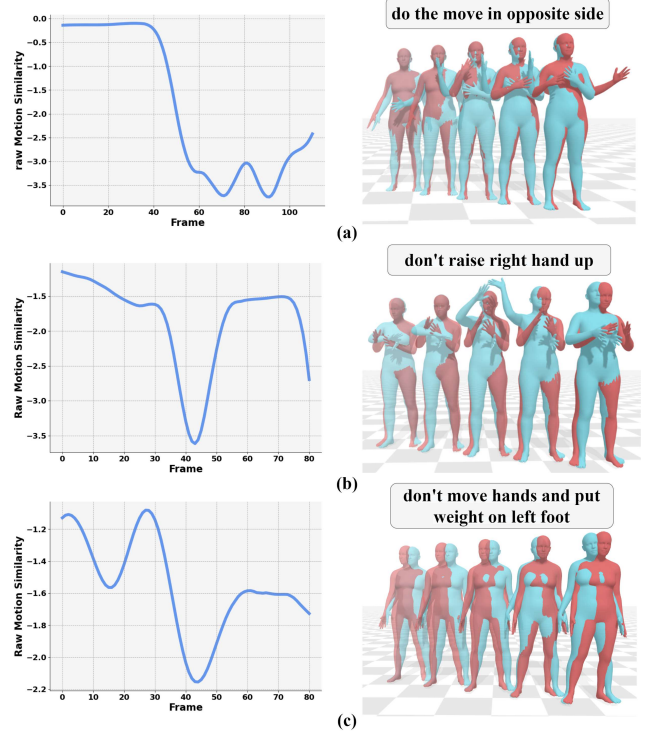 do the move in opposite side
0.0
−0.5
−1.0
−1.5
−2.0
−2.5
−3.0
−3.5
raw Motion Similarity
0 20 40 60 80 100
Frame
(a)
don't raise right hand up
−1.5
−2.0
−2.5
−3.0
−3.5
Raw Motion Similarity
0 10 20 30 40 50 60 70 80
Frame
(b)
don't move hands and put
weight on left foot
−1.2
−1.4
−1.6
−1.8
−2.0
−2.2
Raw Motion Similarity
0 10 20 30 40 50 60 70 80
Frame
(c)